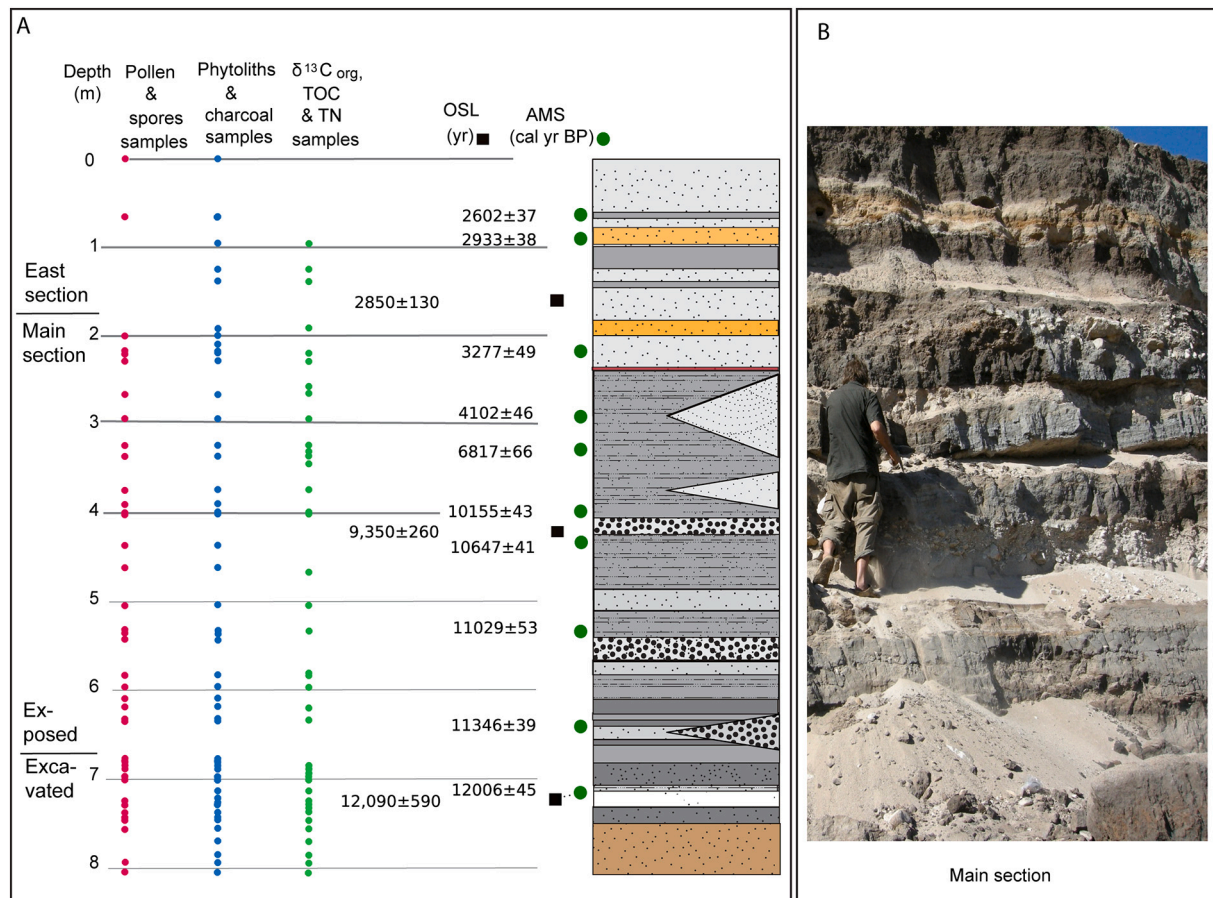 A
Depth
(m)
Pollen
&
spores
samples
Phytoliths
&
charcoal
samples
δ¹³C org,
TOC
& TN
samples
OSL
(yr)
AMS
(cal yr BP)
0
2602±37
2933±38
1
East
section
2850±130
Main
section
2
3277±49
4102±46
3
6817±66
10155±43
4
9,350±260
10647±41
5
11029±53
6
Ex-
posed
11346±39
Exca-
vated
7
12006±45
12,090±590
8
B
Main section